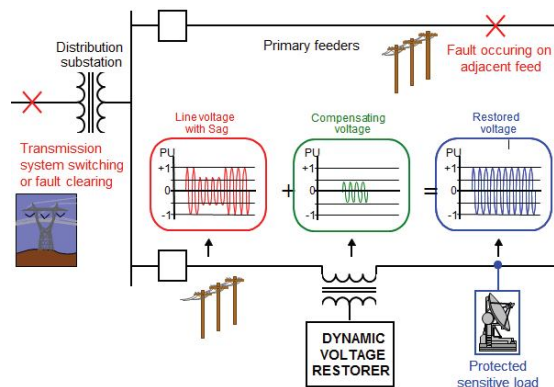 Distribution
substation
Primary feeders
Fault occuring on
adjacent feed
Transmission
system switching
or fault clearing
Line voltage
with Sag
PU
+1
0
-1
+
Compensating
voltage
PU
+1
0
-1
=
Restored
voltage
PU
+1
0
-1
DYNAMIC
VOLTAGE
RESTORER
Protected
sensitive load